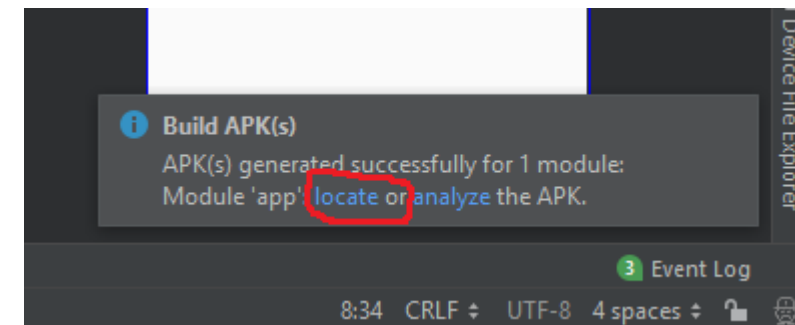 Build APK(s)
APK(s) generated successfully for 1 module:
Module 'app': locate or analyze the APK.
Device File Explorer
3 Event Log
8:34 CRLF UTF-8 4 spaces